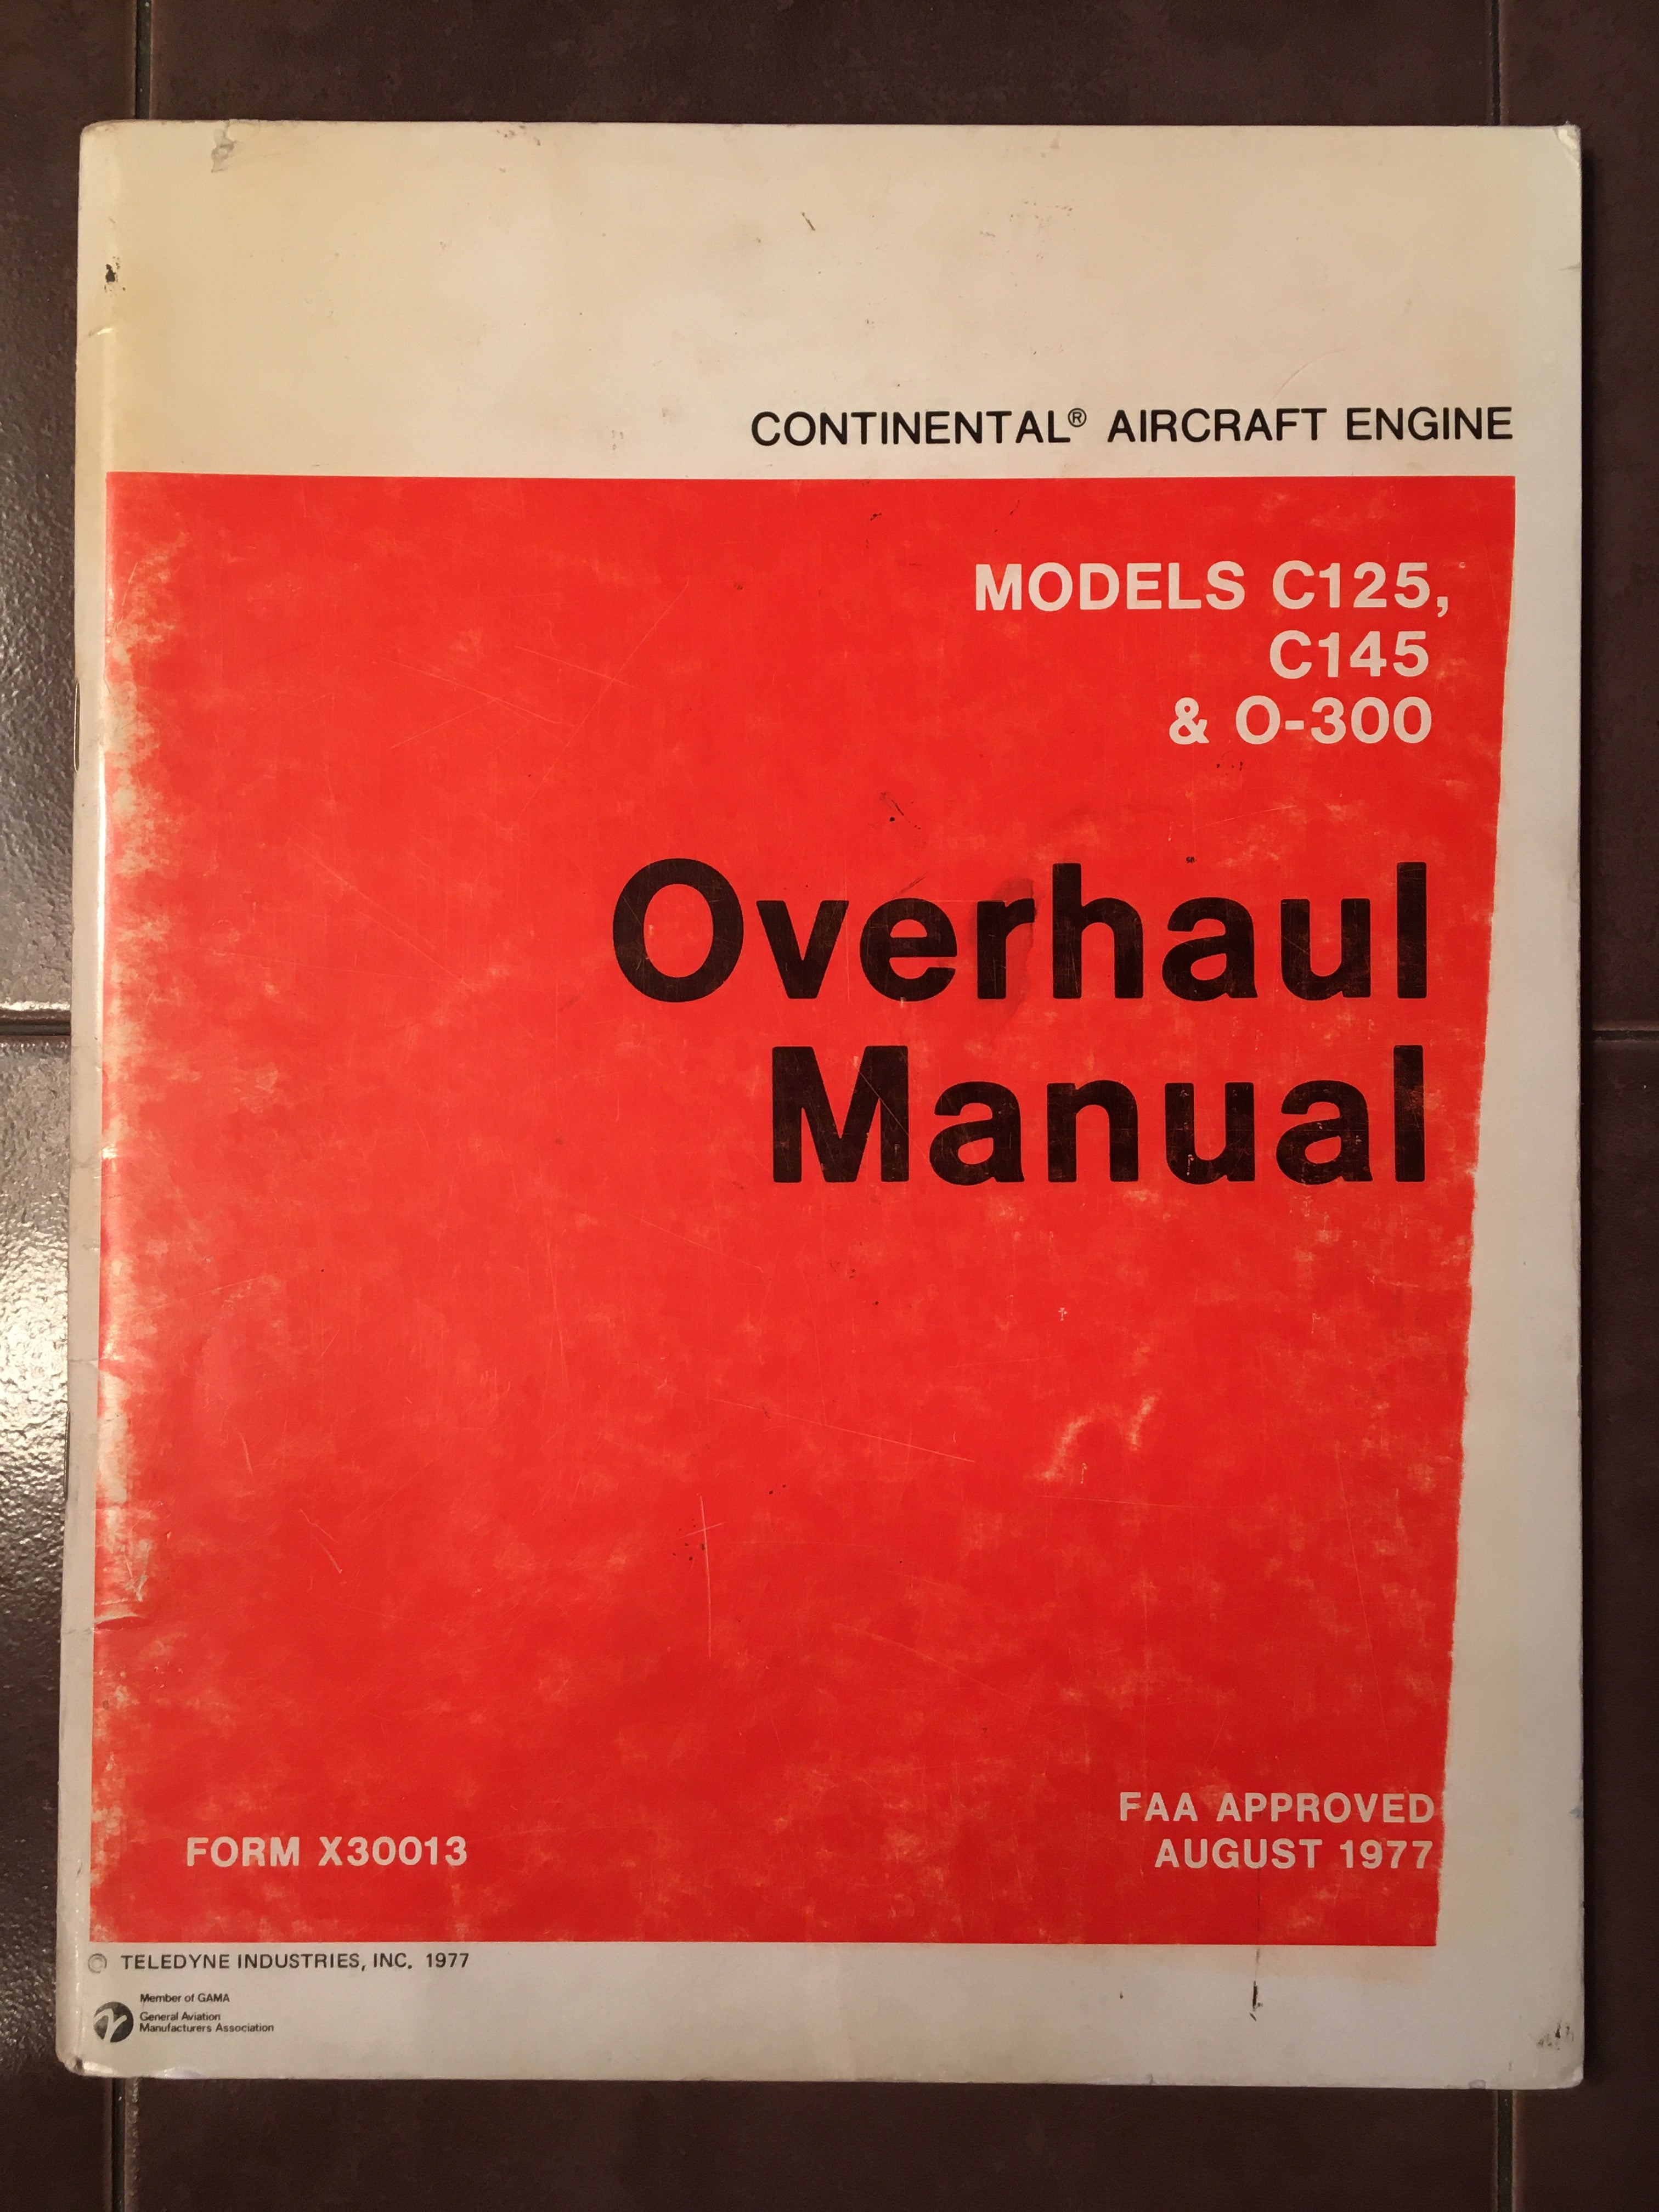 CONTINENTAL® AIRCRAFT ENGINE
MODELS C125,
C145
& O-300
Overhaul
Manual
FAA APPROVED
AUGUST 1977
FORM X30013
© TELEDYNE INDUSTRIES, INC. 1977
Member of GAMA
General Aviation
Manufacturers Association